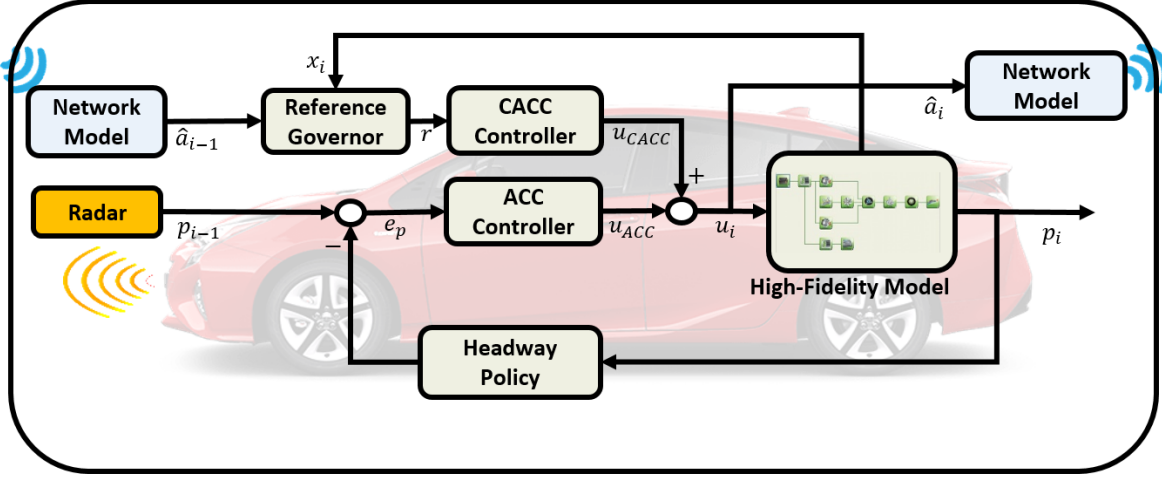 x_i
Network
Model
Reference
Governor
CACC
Controller
Network
Model
â_{i−1}
r
u_{CACC}
â_i
+
Radar
ACC
Controller
p_{i−1}
e_p
u_{ACC}
u_i
p_i
−
High-Fidelity Model
Headway
Policy